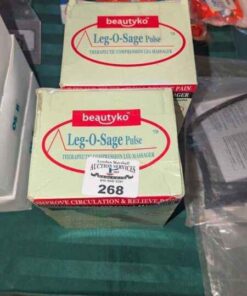 beautyko
Leg-O-Sage Pulse
THERAPEUTIC COMPRESSION LEG MASSAGER
PAIN
MASSAGER
beautyko
Leg-O-Sage Pulse
THERAPEUTIC COMPRESSION LEG MASSAGER
AUCTION SERVICES
268
IMPROVE CIRCULATION & RELIEVE